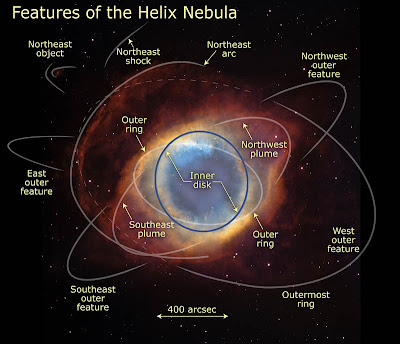 Features of the Helix Nebula
Northeast
object
Northeast
shock
Northeast
arc
Northwest
outer
feature
Outer
ring
Northwest
plume
Inner
disk
East
outer
feature
Southeast
plume
Outer
ring
West
outer
feature
Southeast
outer
feature
400 arcsec
Outermost
ring